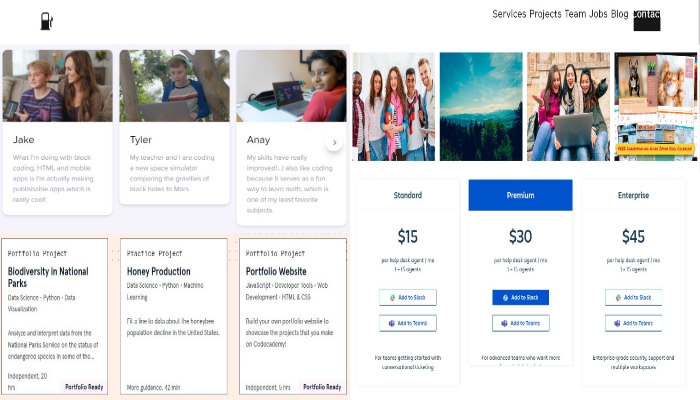 Services Projects Team Jobs Blog Contact
Jake
What I'm doing with block
coding, HTML and mobile
apps is I'm actually making
publishable apps which is
really cool!
Tyler
My teacher and I are coding
a new space simulator
comparing the gravities of
black holes to Mars.
Anay
My skills have really
improved!...I also like coding
because it serves as a fun
way to learn math, which is
one of my least favorite
subjects.
Standard
$15
per help desk agent / mo
1 - 15 agents
Add to Slack
Add to Teams
For teams getting started with
conversational ticketing
Premium
$30
per help desk agent / mo
1 - 15 agents
Add to Slack
Add to Teams
For advanced teams who want more
Enterprise
$45
per help desk agent / mo
1 - 15 agents
Add to Slack
Add to Teams
Enterprise-grade security, support and
multiple workspaces
Portfolio Project
Biodiversity in National
Parks
Data Science · Python · Data
Visualization
Analyze and interpret data from the
National Parks Service on the status of
endangered species in some of the...
Independent, 20
hrs
Portfolio Ready
Practice Project
Honey Production
Data Science · Python · Machine
Learning
Fit a line to data about the honeybee
population decline in the United States.
More guidance, 42 min
Portfolio Project
Portfolio Website
JavaScript · Developer Tools · Web
Development · HTML & CSS
Build your own portfolio website to
showcase the projects that you make
on Codecademy!
Independent, 5 hrs
Portfolio Ready